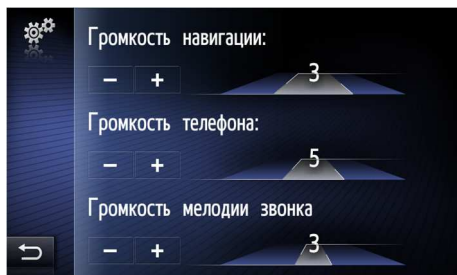 Громкость навигации:
− + 3
Громкость телефона:
− + 5
Громкость мелодии звонка
− + 3